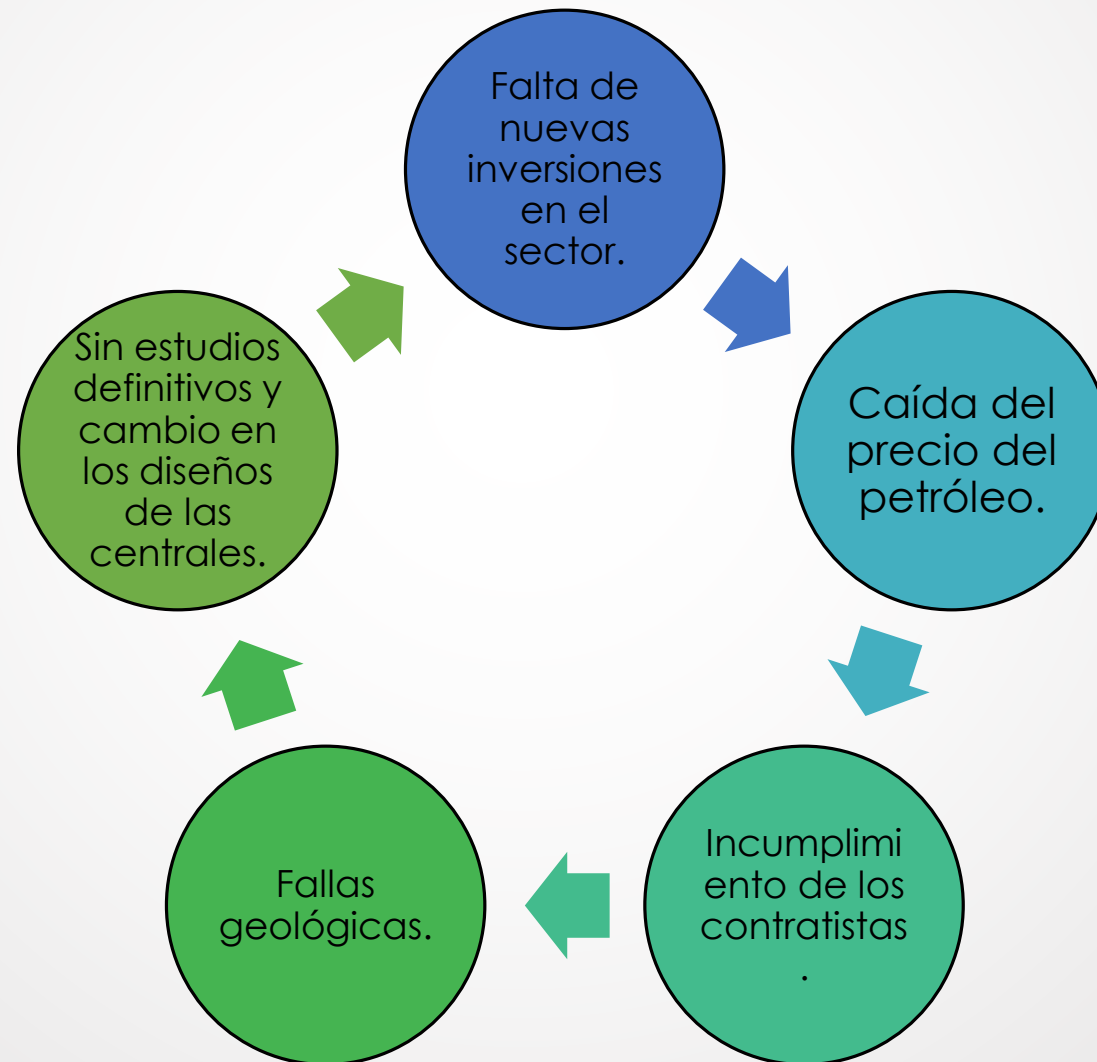 Falta de
nuevas
inversiones
en el
sector.
Caída del
precio del
petróleo.
Incumplimi
ento de los
contratistas
.
Fallas
geológicas.
Sin estudios
definitivos y
cambio en
los diseños
de las
centrales.